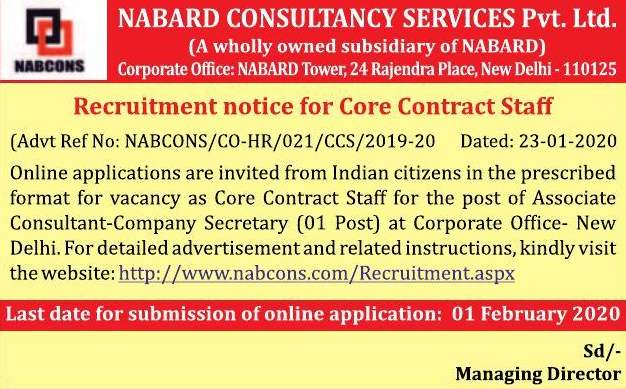 NABARD CONSULTANCY SERVICES Pvt. Ltd.
(A wholly owned subsidiary of NABARD)
NABCONS
Corporate Office: NABARD Tower, 24 Rajendra Place, New Delhi - 110125
Recruitment notice for Core Contract Staff
(Advt Ref No: NABCONS/CO-HR/021/CCS/2019-20 Dated: 23-01-2020
Online applications are invited from Indian citizens in the prescribed
format for vacancy as Core Contract Staff for the post of Associate
Consultant-Company Secretary (01 Post) at Corporate Office- New
Delhi. For detailed advertisement and related instructions, kindly visit
the website: http://www.nabcons.com/Recruitment.aspx
Last date for submission of online application: 01 February 2020
Sd/-
Managing Director